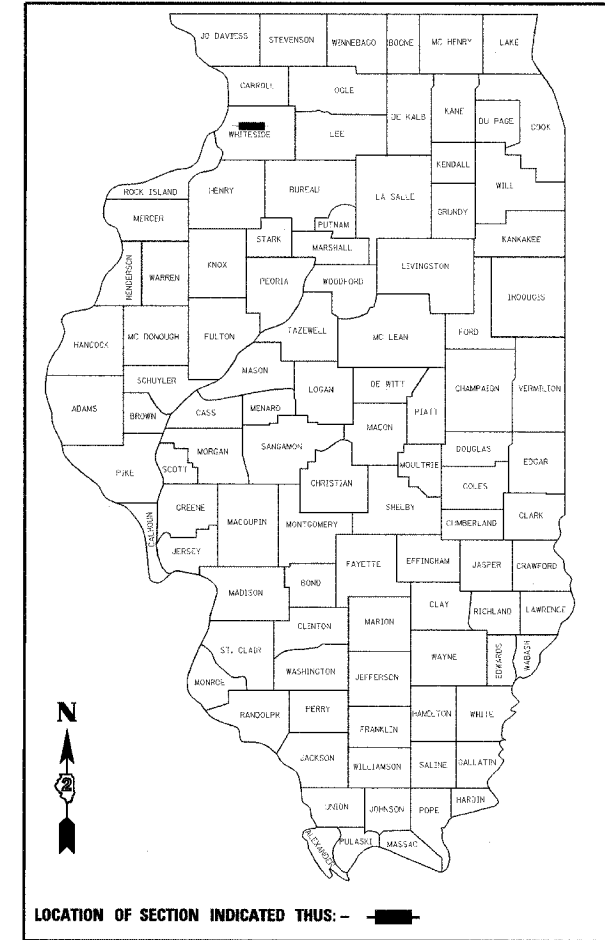 JO DAVIESS STEVENSON WINNEBAGO BOONE MC HENRY LAKE
CARROLL OGLE DE KALB KANE COOK
DU PAGE
WHITESIDE LEE
KENDALL WILL
ROCK ISLAND HENRY BUREAU LA SALLE GRUNDY
MERCER PUTNAM
STARK KANKAKEE
MARSHALL
HENDERSON WARREN KNOX PEORIA WOODFORD LIVINGSTON IROQUOIS
HANCOCK MC DONOUGH FULTON TAZEWELL MC LEAN FORD
MASON
SCHUYLER LOGAN DE WITT CHAMPAIGN VERMILION
ADAMS BROWN CASS MENARD PIATT
MACON
MORGAN SANGAMON DOUGLAS
PIKE SCOTT MOULTRIE EDGAR
CHRISTIAN COLES
GREENE SHELBY
CALHOUN MACOUPIN MONTGOMERY CUMBERLAND CLARK
JERSEY
FAYETTE EFFINGHAM JASPER CRAWFORD
MADISON BOND
CLAY RICHLAND LAWRENCE
CLINTON MARION
ST. CLAIR WAYNE EDWARDS WABASH
WASHINGTON JEFFERSON
MONROE
RANDOLPH PERRY HAMILTON WHITE
N FRANKLIN
JACKSON WILLIAMSON SALINE GALLATIN
2
UNION JOHNSON POPE HARDIN
ALEXANDER PULASKI MASSAC
LOCATION OF SECTION INDICATED THUS: -